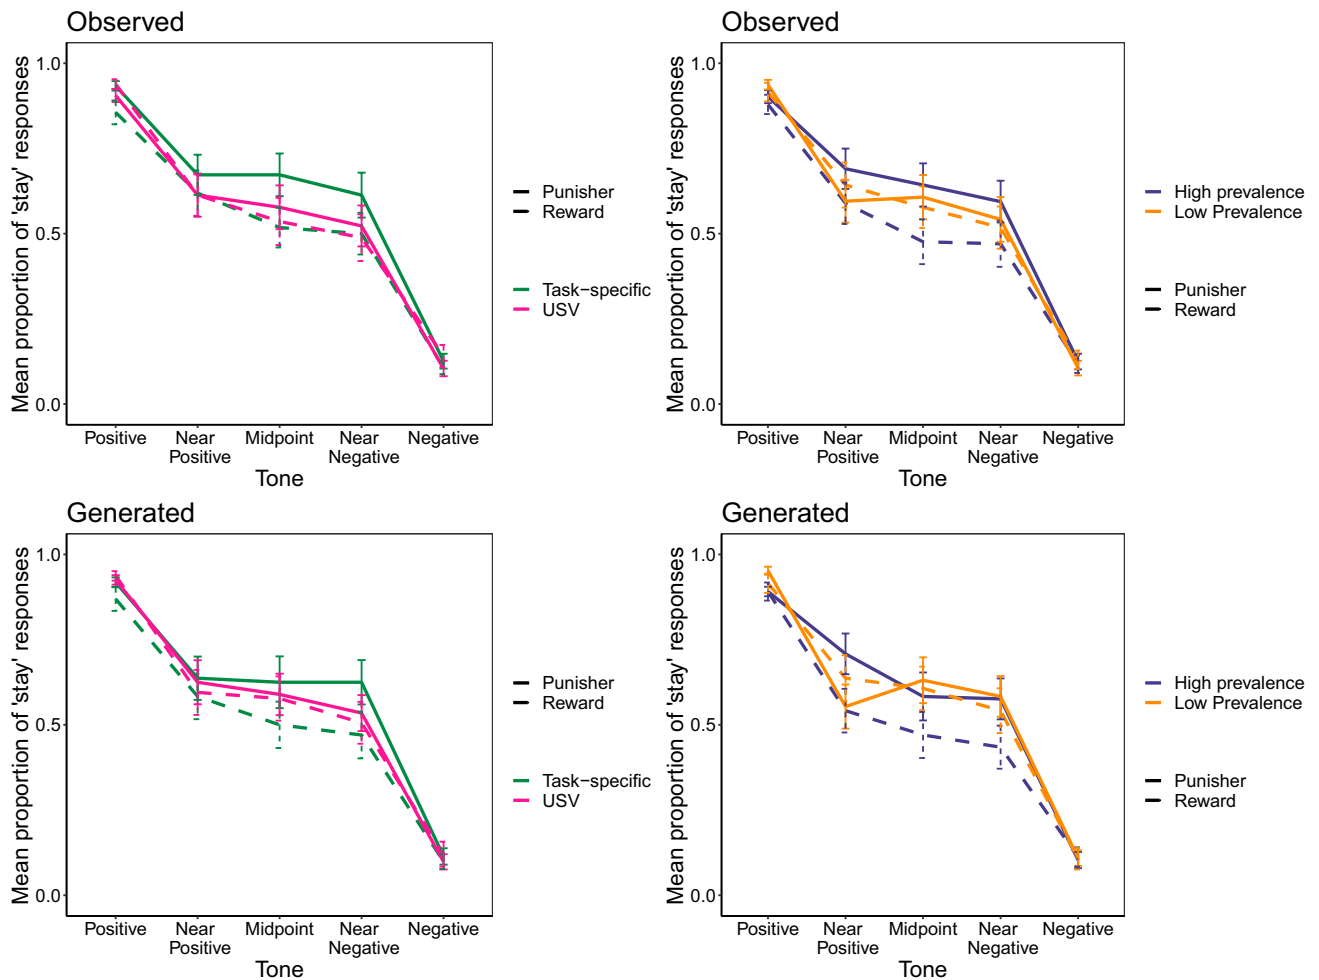 Observed
Mean proportion of 'stay' responses
1.0
0.5
0.0
Positive
Near
Positive
Midpoint
Near
Negative
Negative
Tone
Punisher
Reward
Task−specific
USV
Observed
Mean proportion of 'stay' responses
1.0
0.5
0.0
Positive
Near
Positive
Midpoint
Near
Negative
Negative
Tone
High prevalence
Low Prevalence
Punisher
Reward
Generated
Mean proportion of 'stay' responses
1.0
0.5
0.0
Positive
Near
Positive
Midpoint
Near
Negative
Negative
Tone
Punisher
Reward
Task−specific
USV
Generated
Mean proportion of 'stay' responses
1.0
0.5
0.0
Positive
Near
Positive
Midpoint
Near
Negative
Negative
Tone
High prevalence
Low Prevalence
Punisher
Reward